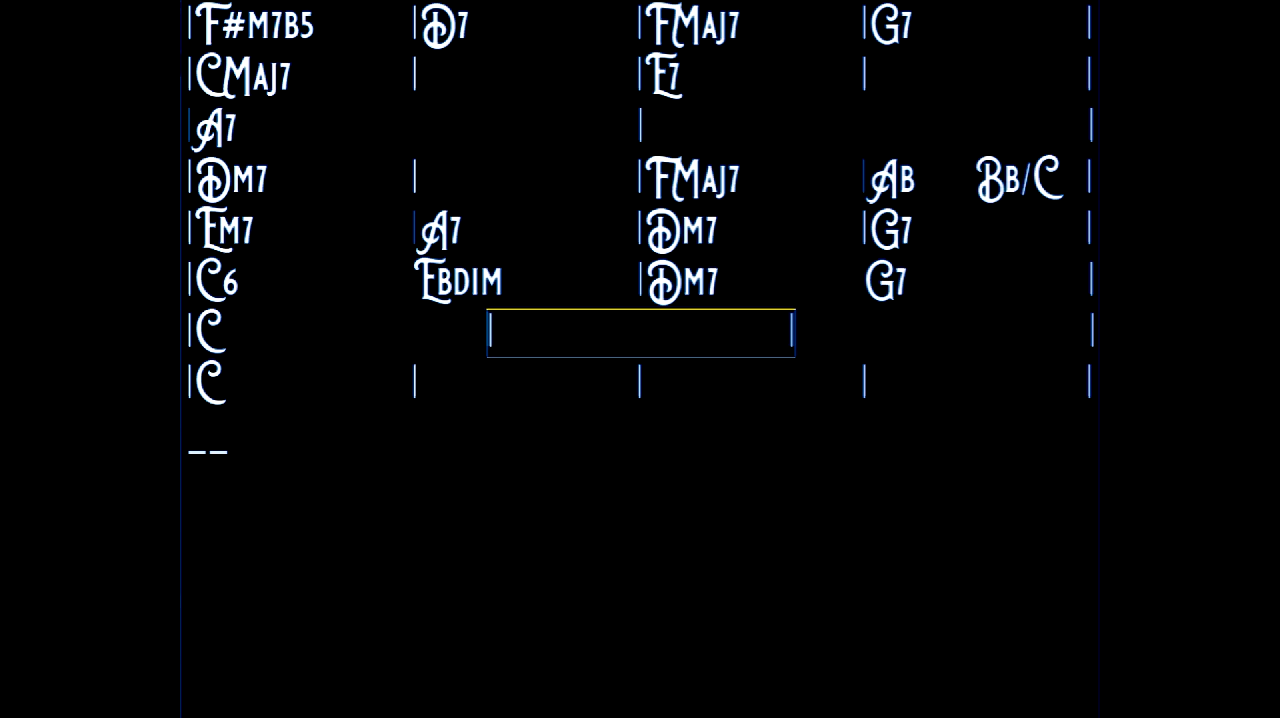 |F#m7b5 |D7 |FMaj7 |G7 |
|CMaj7 | |E7 | |
|A7 | |
|Dm7 | |FMaj7 |Ab Bb/C |
|Em7 |A7 |Dm7 |G7 |
|C6 Ebdim |Dm7 G7 |
|C | | |
|C | | | |
--